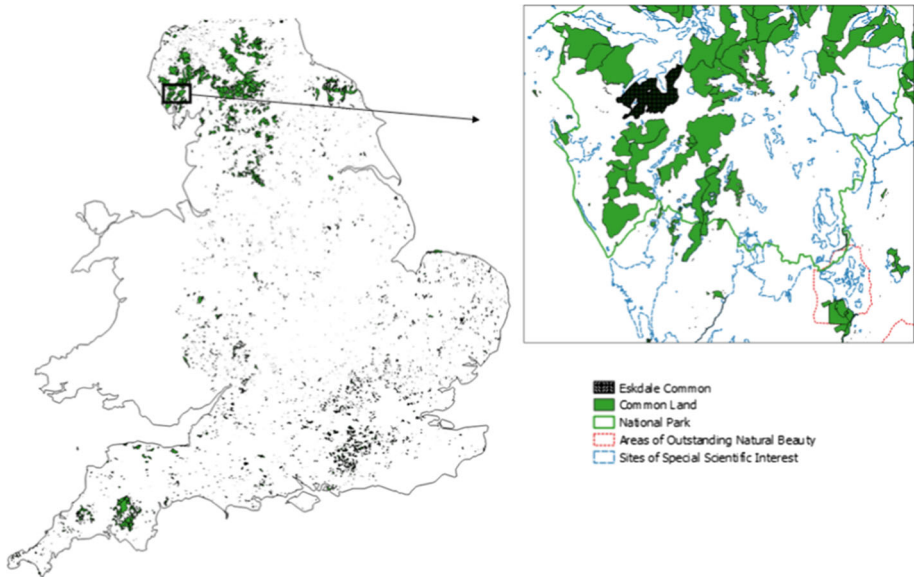 Eskdale Common
Common Land
National Park
Areas of Outstanding Natural Beauty
Sites of Special Scientific Interest